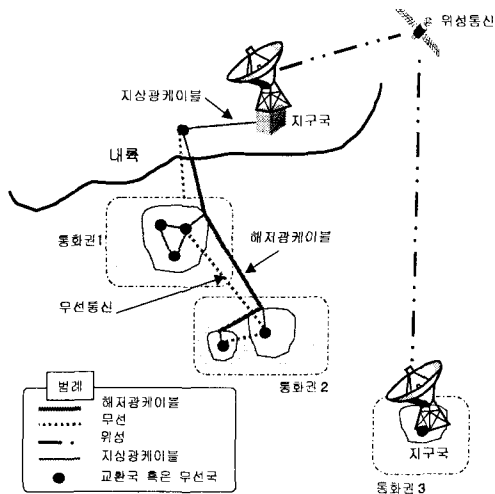 위성통신
지상광케이블
지구국
내륙
통화권1
해저광케이블
무선통신
통화권2
범례
해저광케이블
무선
위성
지상광케이블
교환국 혹은 무선국
지구국
통화권3